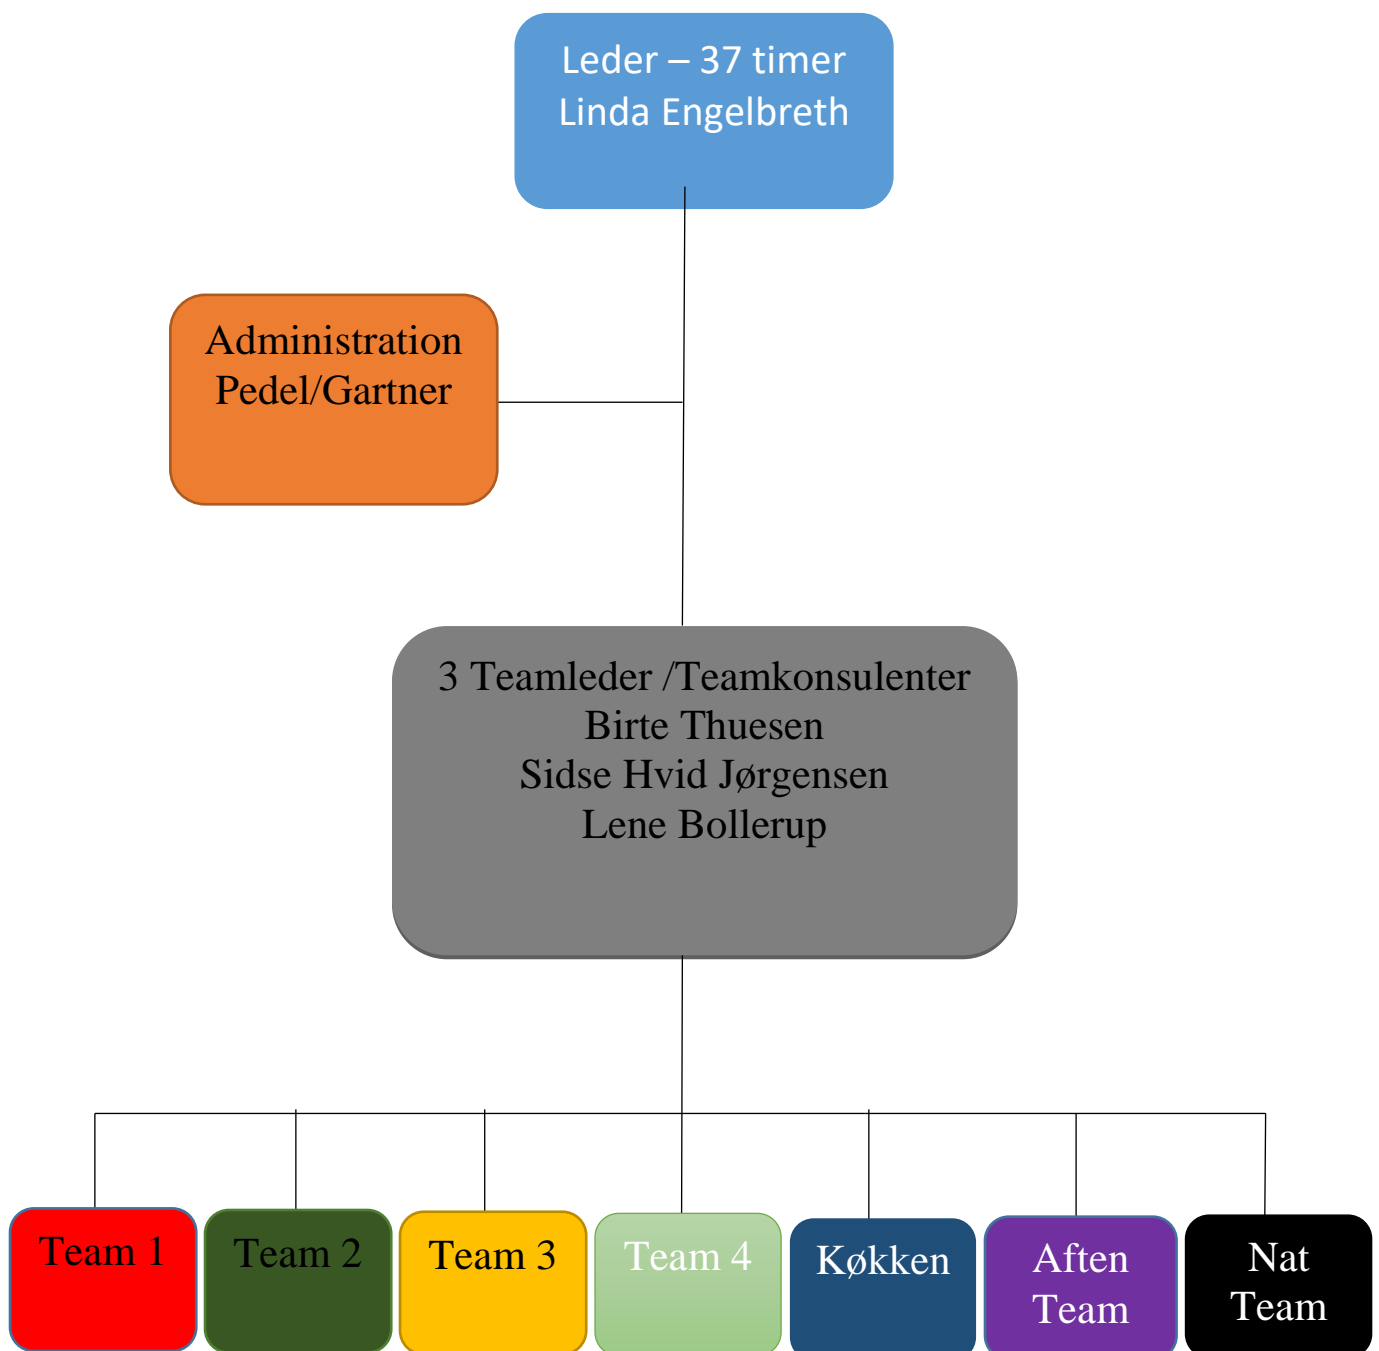 Leder – 37 timer
Linda Engelbreth
Administration
Pedel/Gartner
3 Teamleder /Teamkonsulenter
Birte Thuesen
Sidse Hvid Jørgensen
Lene Bollerup
Team 1
Team 2
Team 3
Team 4
Køkken
Aften
Team
Nat
Team